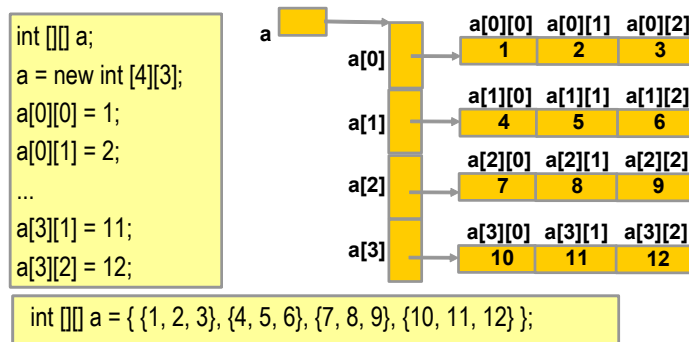 int [][] a;
a = new int [4][3];
a[0][0] = 1;
a[0][1] = 2;
...
a[3][1] = 11;
a[3][2] = 12;
a
a[0]
a[1]
a[2]
a[3]
a[0][0] a[0][1] a[0][2]
1 2 3
a[1][0] a[1][1] a[1][2]
4 5 6
a[2][0] a[2][1] a[2][2]
7 8 9
a[3][0] a[3][1] a[3][2]
10 11 12
int [][] a = { {1, 2, 3}, {4, 5, 6}, {7, 8, 9}, {10, 11, 12} };